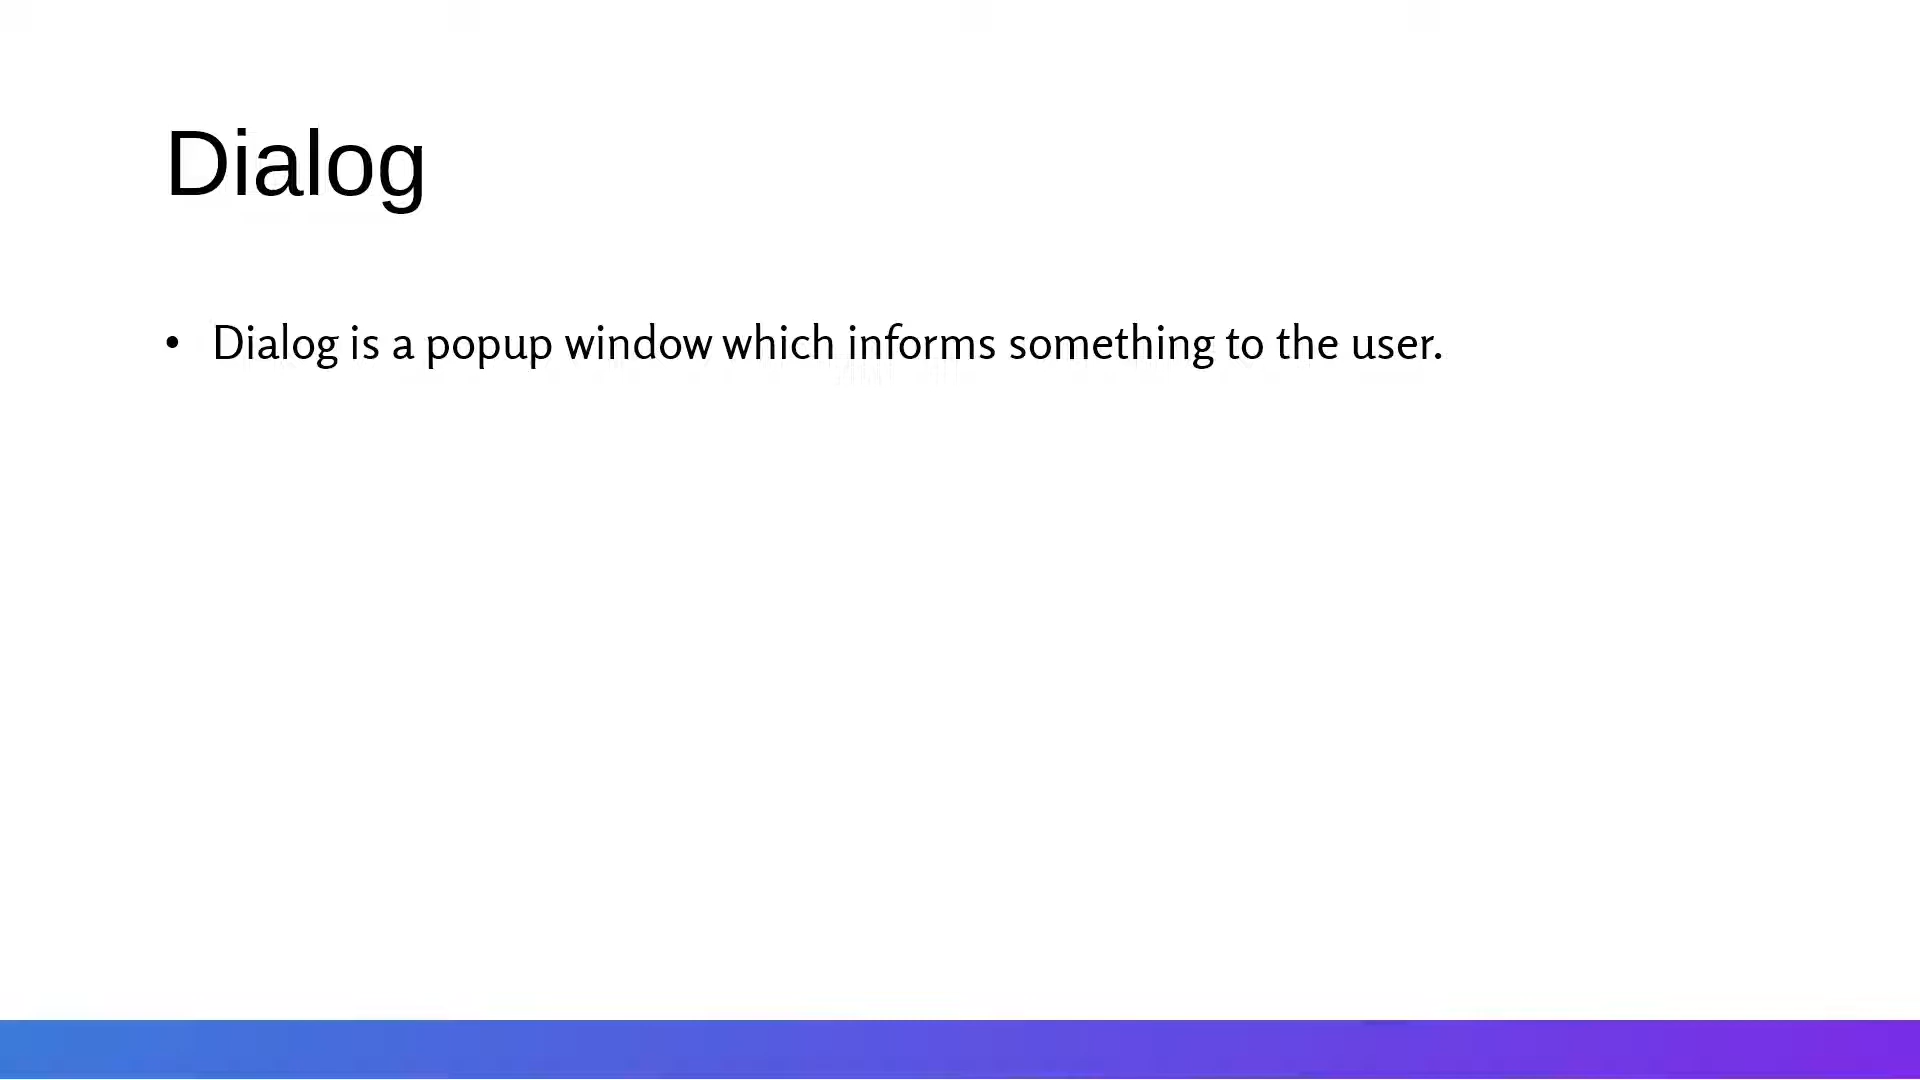 Dialog
• Dialog is a popup window which informs something to the user.